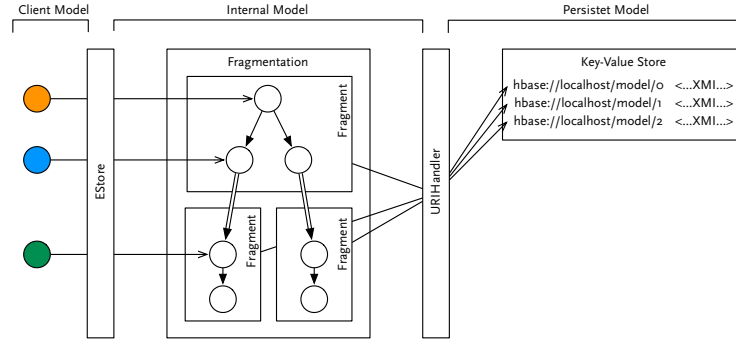 Client Model
Internal Model
Persistet Model
EStore
Fragmentation
Fragment
Fragment
Fragment
URIHandler
Key-Value Store
hbase://localhost/model/0 <...XMI...>
hbase://localhost/model/1 <...XMI...>
hbase://localhost/model/2 <...XMI...>